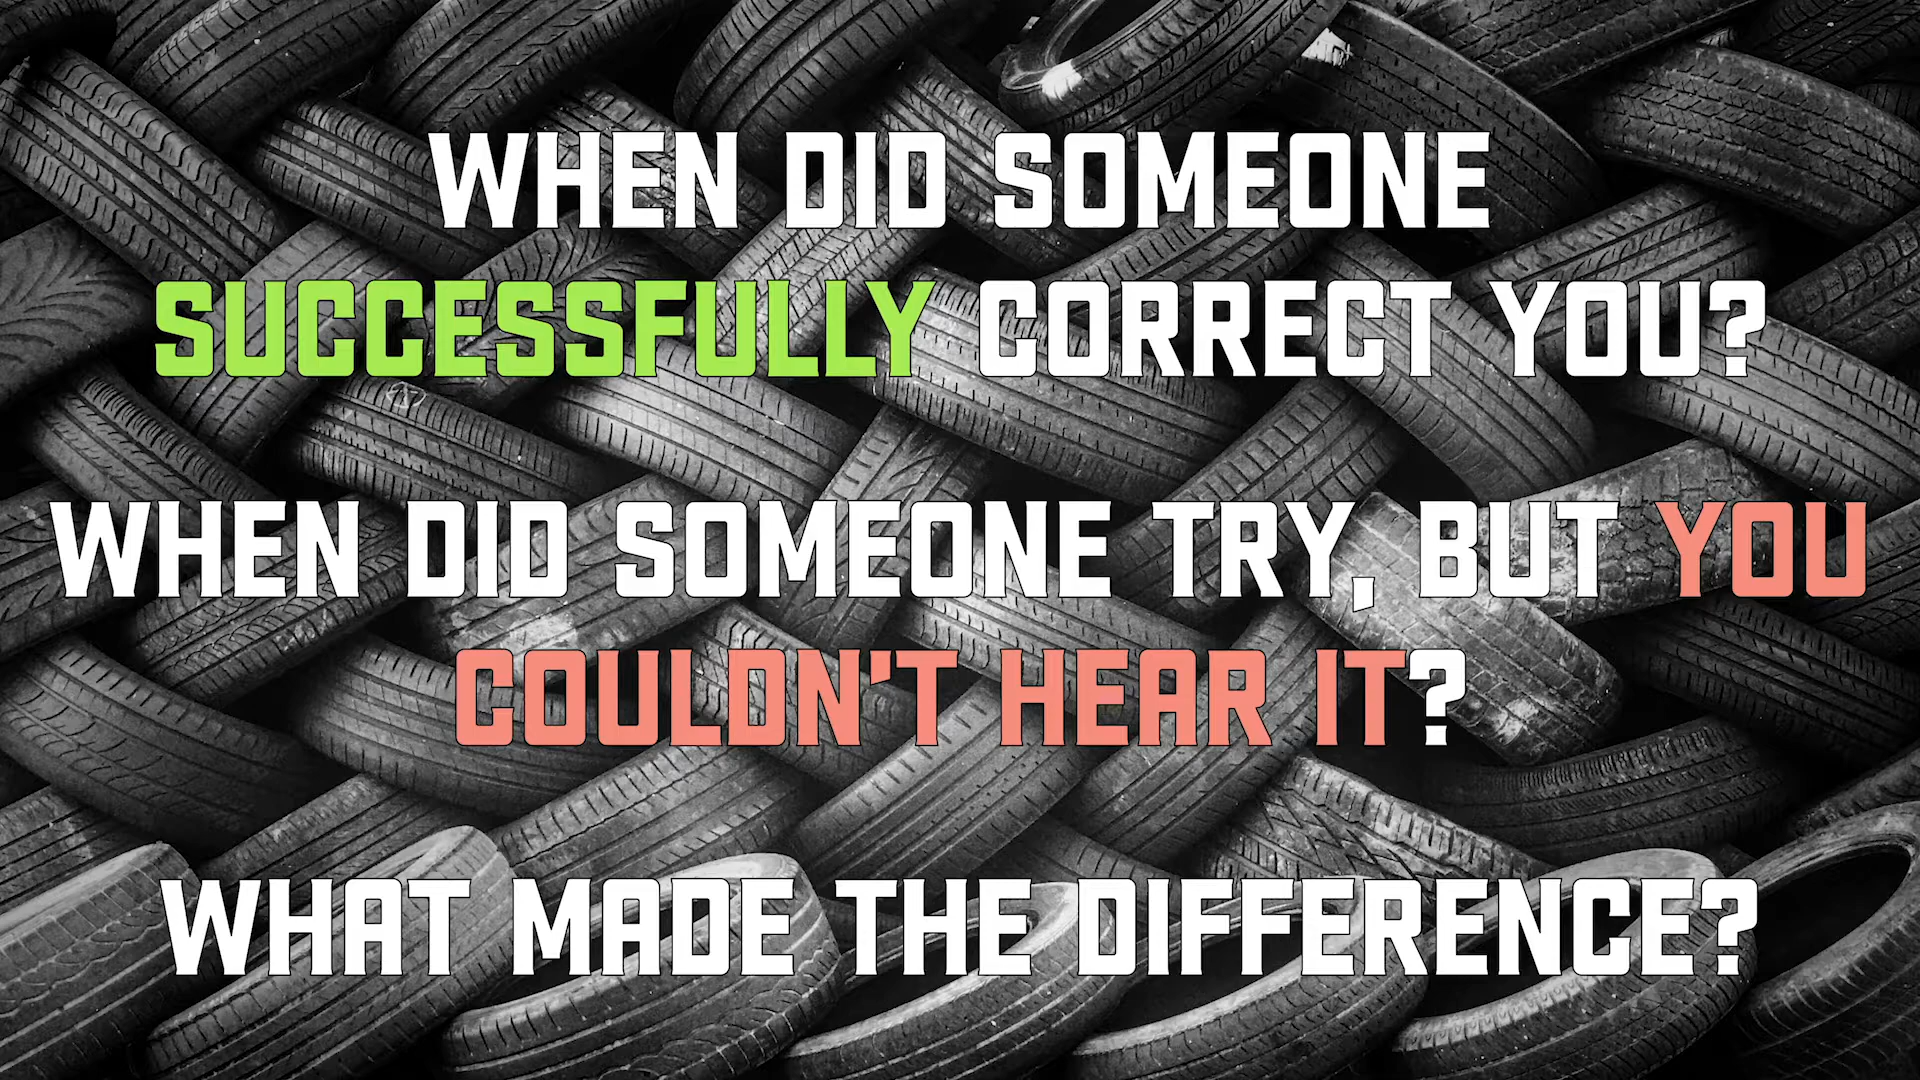 WHEN DID SOMEONE
SUCCESSFULLY CORRECT YOU?
WHEN DID SOMEONE TRY, BUT YOU
COULDN'T HEAR IT?
WHAT MADE THE DIFFERENCE?